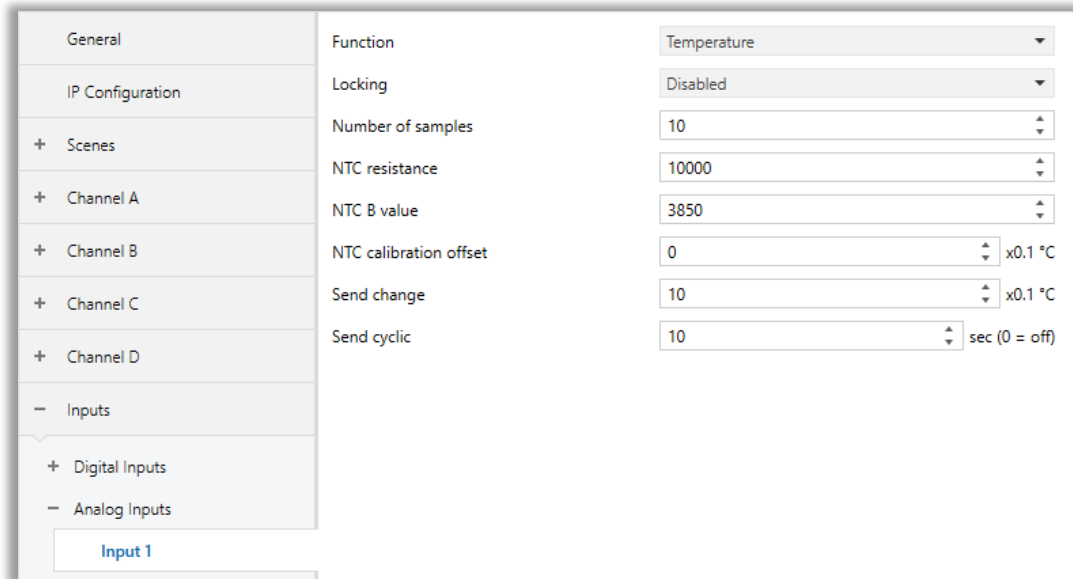 General
IP Configuration
+ Scenes
+ Channel A
+ Channel B
+ Channel C
+ Channel D
− Inputs
+ Digital Inputs
− Analog Inputs
Input 1
Function Temperature
Locking Disabled
Number of samples 10
NTC resistance 10000
NTC B value 3850
NTC calibration offset 0 x0.1 °C
Send change 10 x0.1 °C
Send cyclic 10 sec (0 = off)